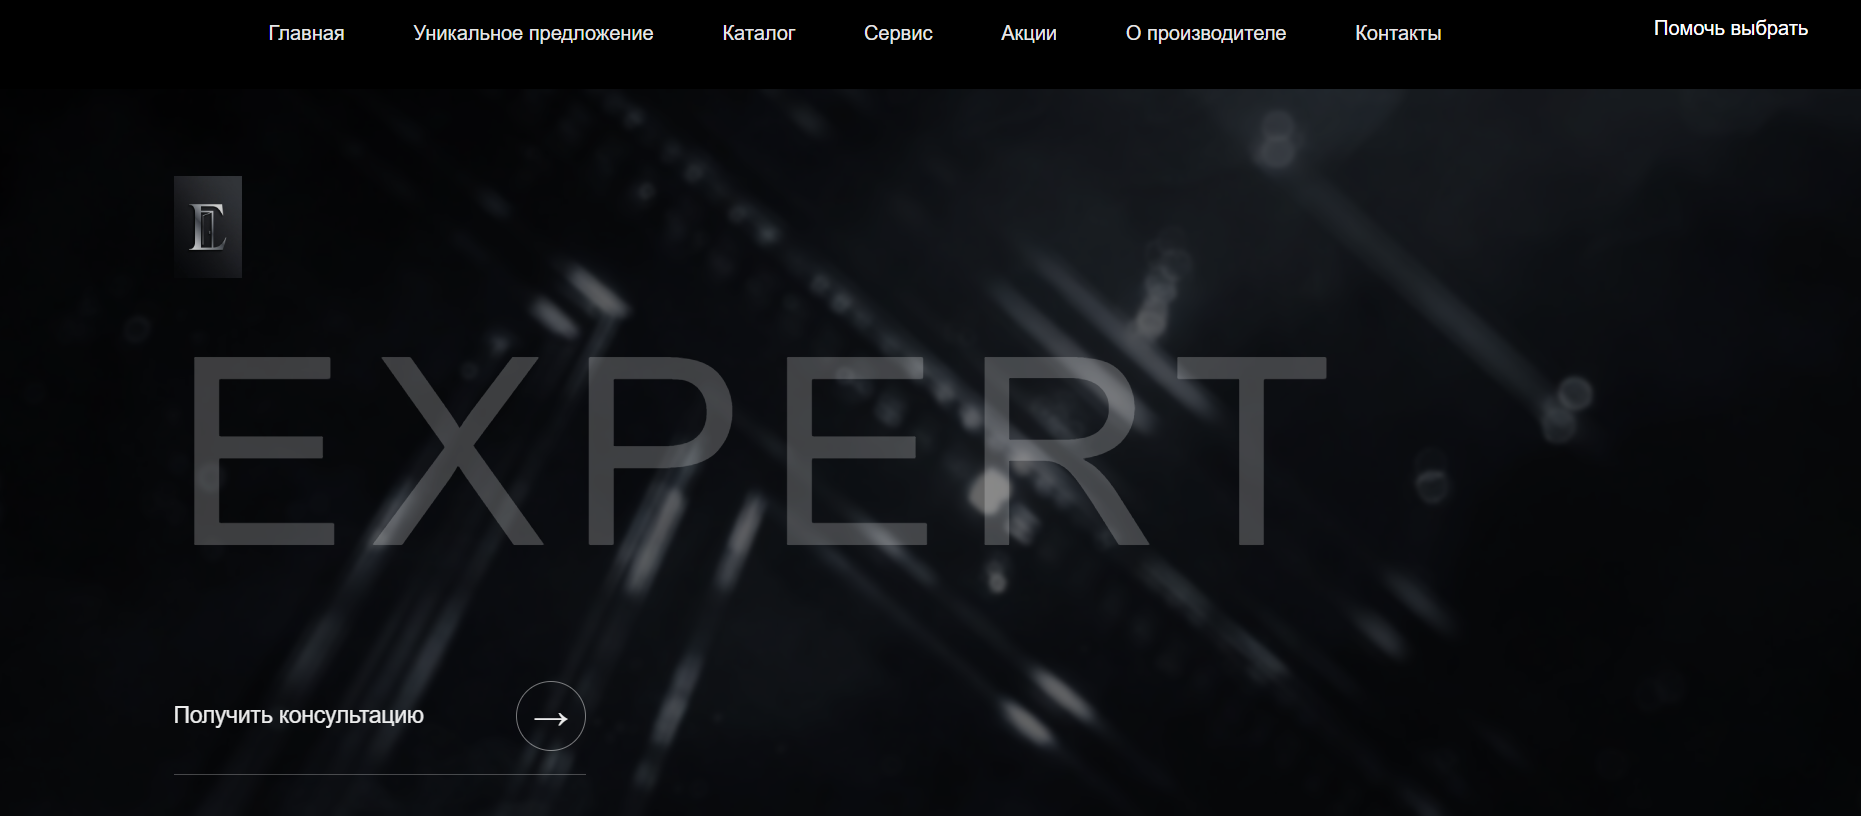 Главная
Уникальное предложение
Каталог
Сервис
Акции
О производителе
Контакты
Помочь выбрать
E
EXPERT
Получить консультацию